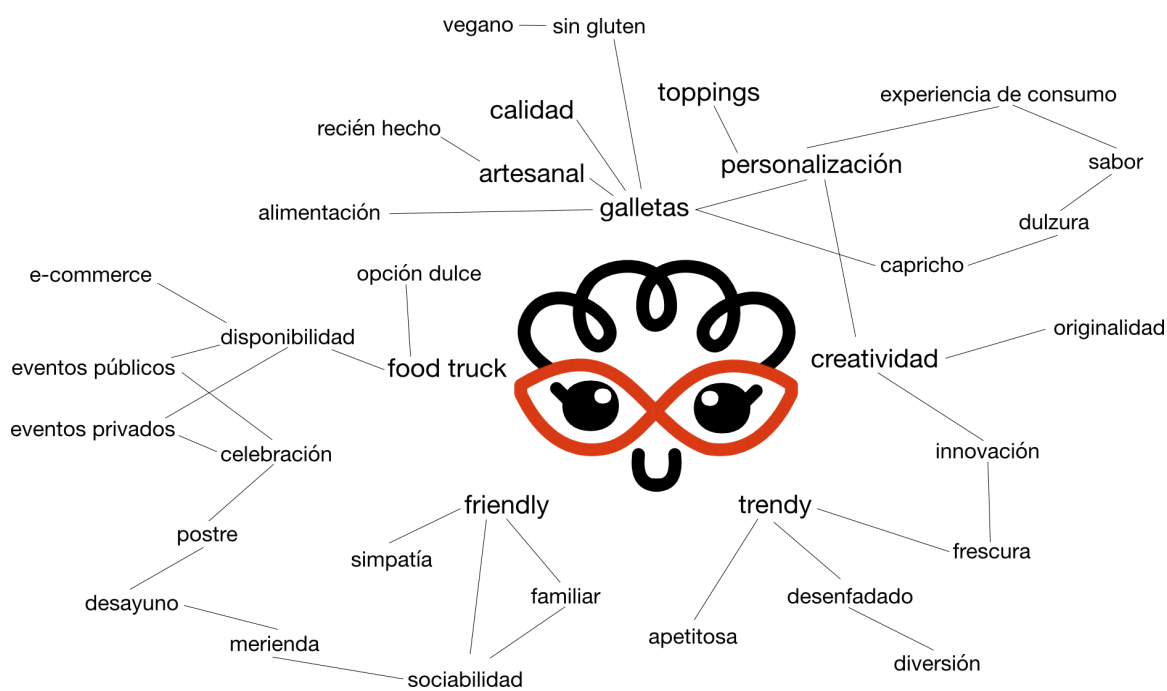 vegano
sin gluten
toppings
experiencia de consumo
calidad
recién hecho
personalización
sabor
artesanal
galletas
alimentación
dulzura
capricho
e-commerce
opción dulce
originalidad
disponibilidad
creatividad
eventos públicos
food truck
eventos privados
celebración
innovación
friendly
trendy
postre
simpatía
frescura
familiar
desenfadado
desayuno
apetitosa
merienda
diversión
sociabilidad